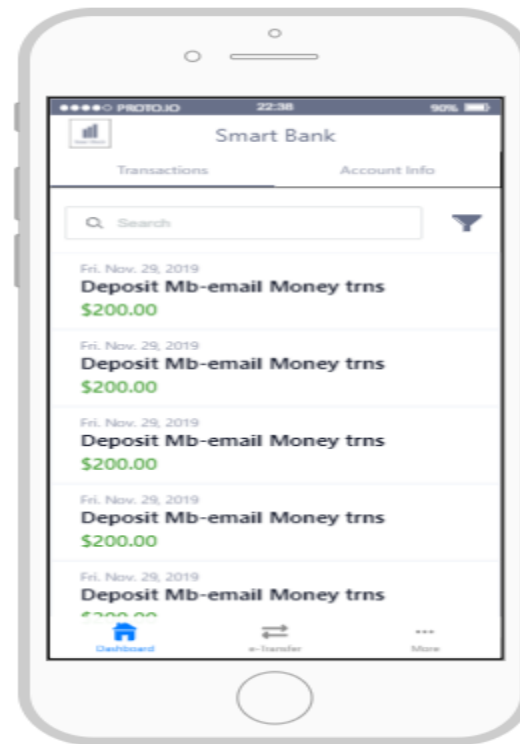 PROTO.IO 22:38 90%
Smart Bank
Transactions Account Info
Search
Fri. Nov. 29, 2019
Deposit Mb-email Money trns
$200.00
Fri. Nov. 29, 2019
Deposit Mb-email Money trns
$200.00
Fri. Nov. 29, 2019
Deposit Mb-email Money trns
$200.00
Fri. Nov. 29, 2019
Deposit Mb-email Money trns
$200.00
Fri. Nov. 29, 2019
Deposit Mb-email Money trns
$200.00
Dashboard e-Transfer More